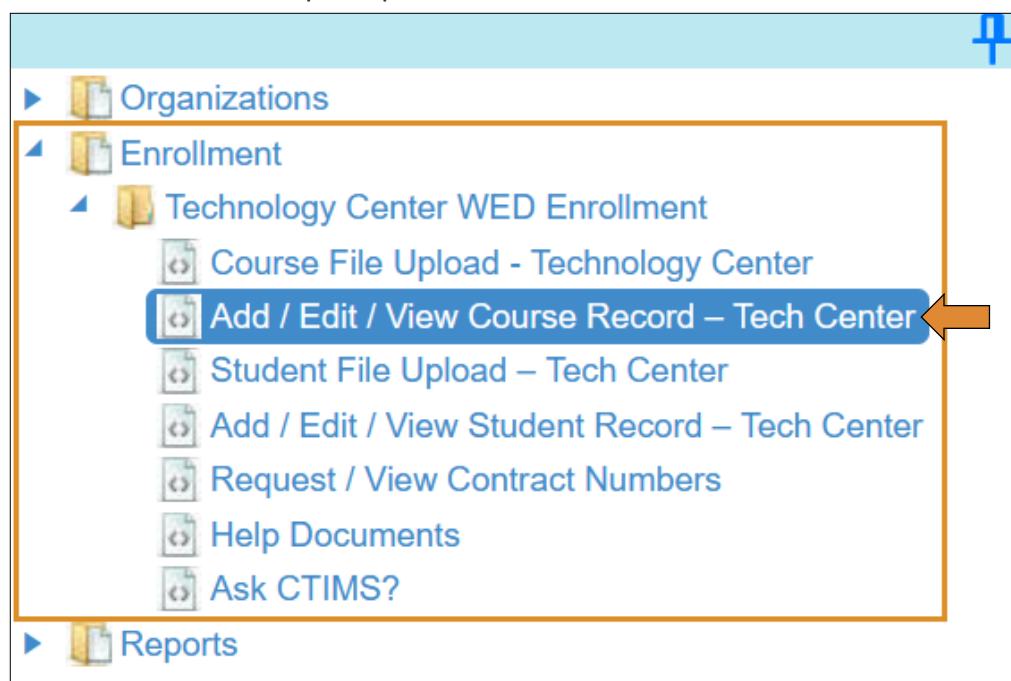 Organizations
Enrollment
Technology Center WED Enrollment
Course File Upload - Technology Center
Add / Edit / View Course Record – Tech Center
Student File Upload – Tech Center
Add / Edit / View Student Record – Tech Center
Request / View Contract Numbers
Help Documents
Ask CTIMS?
Reports